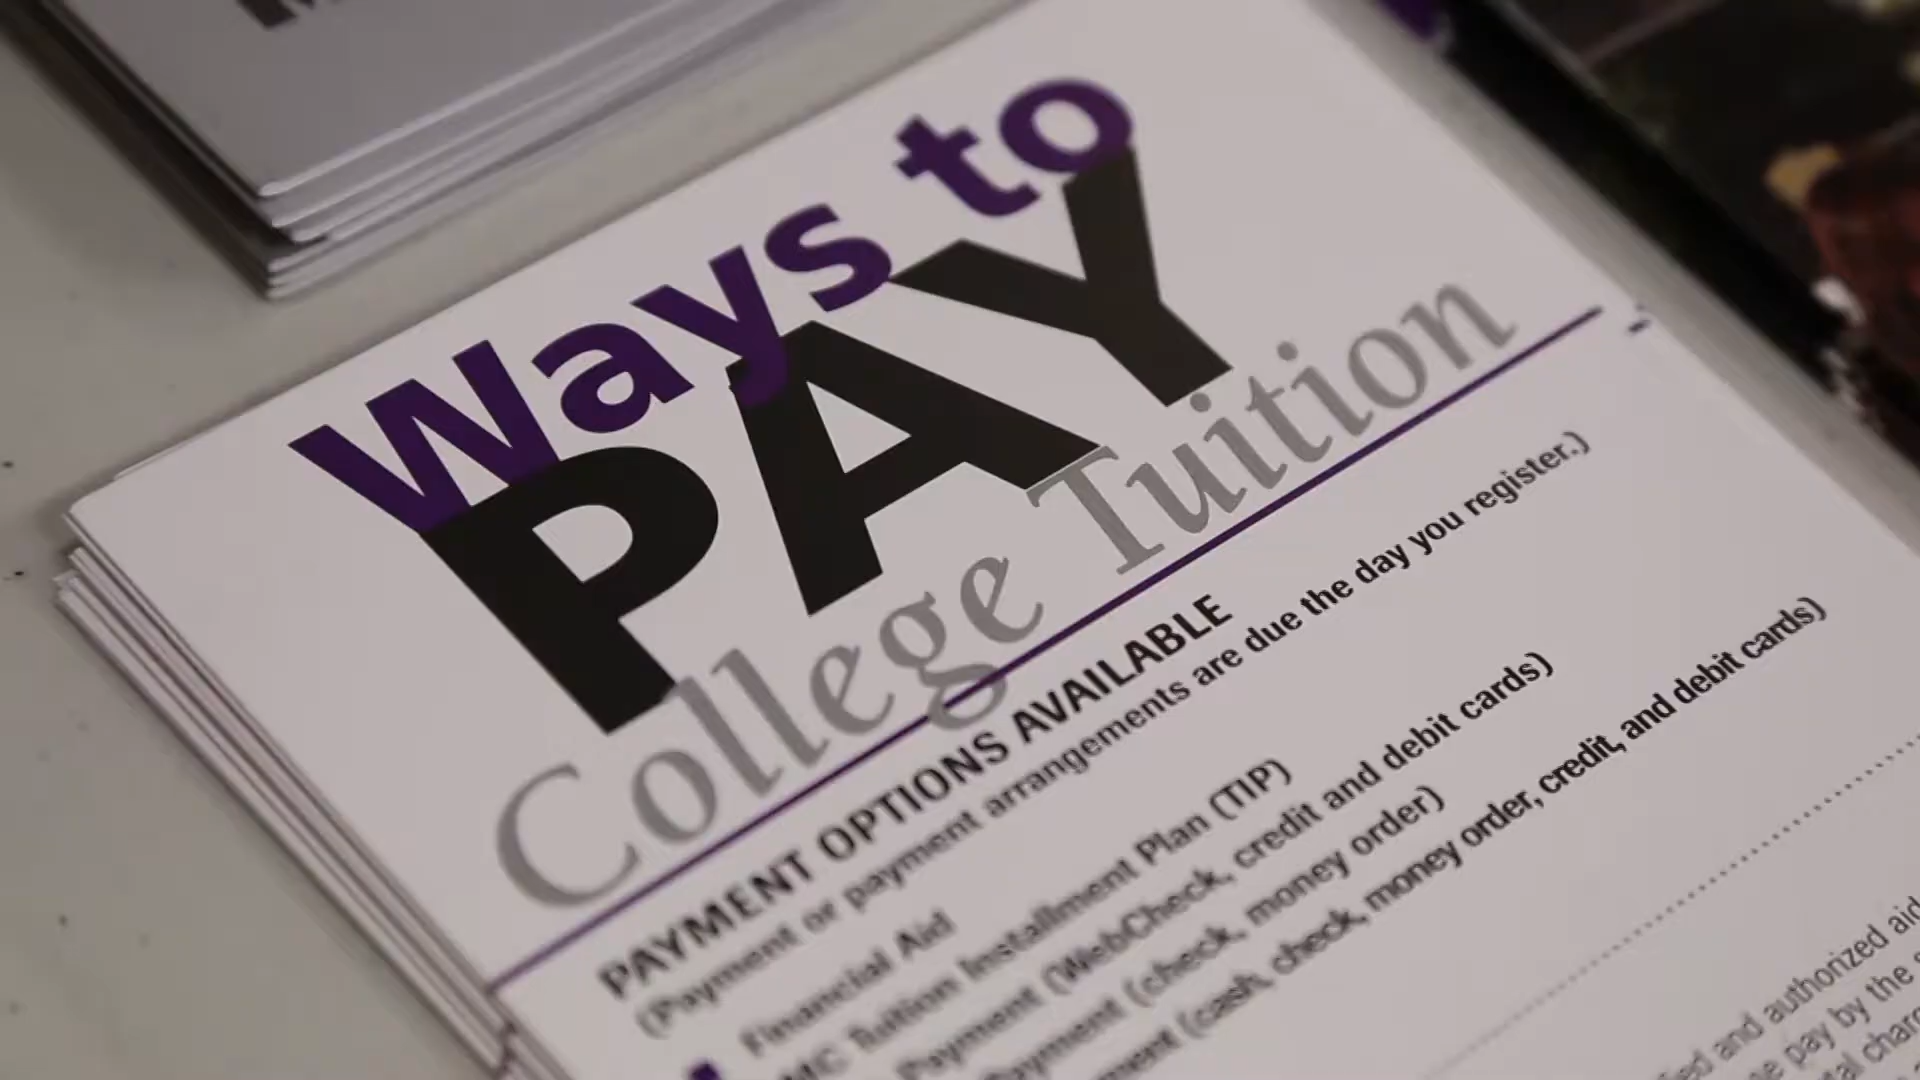 Ways to
PAY
College Tuition
PAYMENT OPTIONS AVAILABLE
(Payment or payment arrangements are due the day you register.)
Financial Aid
MC Tuition Installment Plan (TIP)
Payment (WebCheck, credit and debit cards)
Payment (check, money order)
(cash, check, money order, credit, and debit cards)
and authorized aid
pay by the